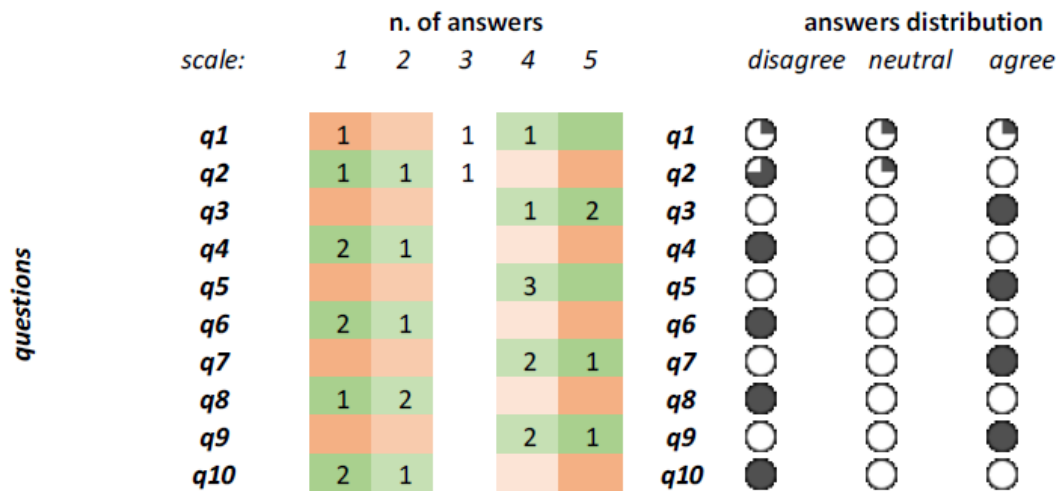 n. of answers answers distribution
scale: 1 2 3 4 5 disagree neutral agree
q1 1 1 1 q1
q2 1 1 1 q2
q3 1 2 q3
q4 2 1 q4
q5 3 q5
q6 2 1 q6
q7 2 1 q7
q8 1 2 q8
q9 2 1 q9
q10 2 1 q10
questions